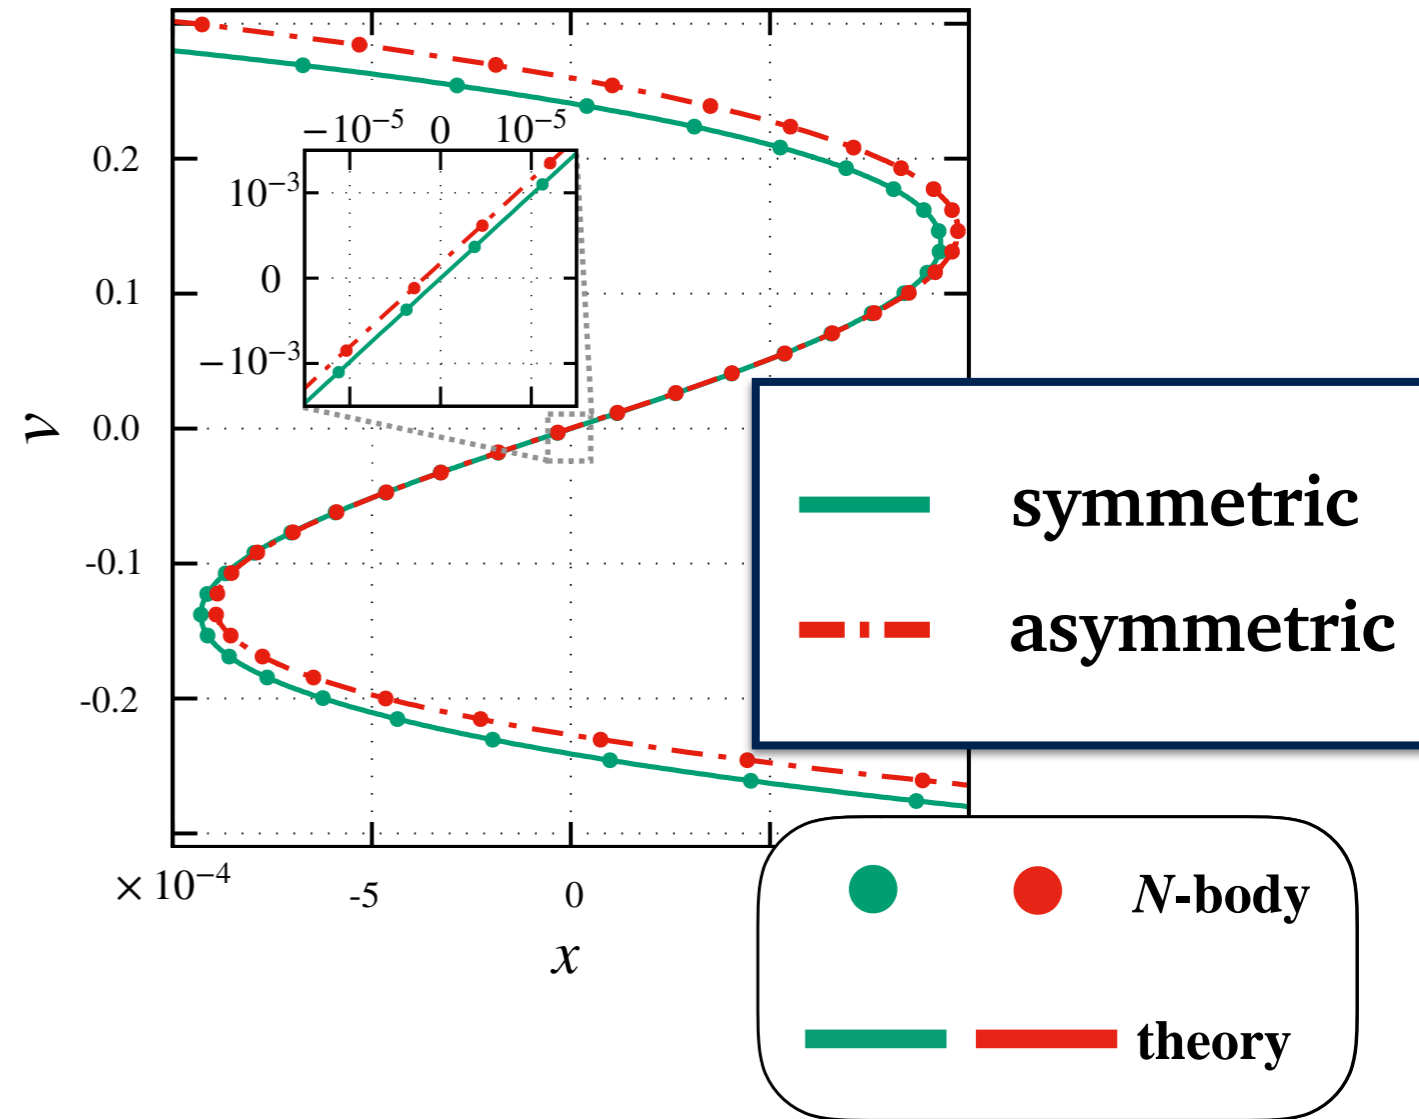 −10⁻⁵ 0 10⁻⁵
10⁻³
0
−10⁻³
0.2
0.1
0.0
-0.1
-0.2
v
× 10⁻⁴ -5 0
x
symmetric
asymmetric
N-body
theory